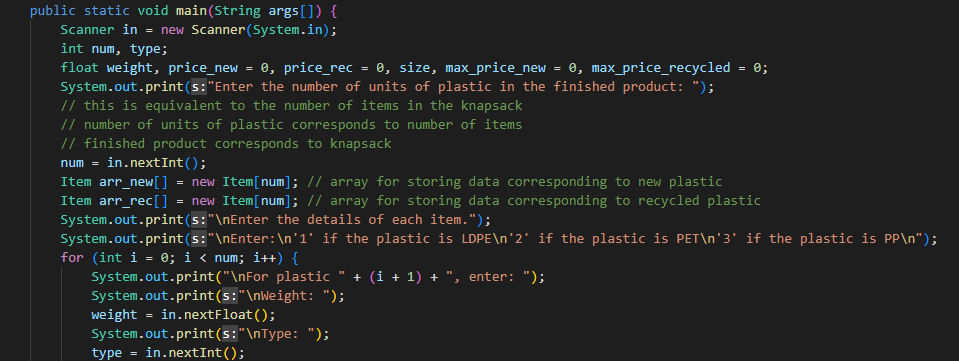 public static void main(String args[]) {
Scanner in = new Scanner(System.in);
int num, type;
float weight, price_new = 0, price_rec = 0, size, max_price_new = 0, max_price_recycled = 0;
System.out.print(s:"Enter the number of units of plastic in the finished product: ");
// this is equivalent to the number of items in the knapsack
// number of units of plastic corresponds to number of items
// finished product corresponds to knapsack
num = in.nextInt();
Item arr_new[] = new Item[num]; // array for storing data corresponding to new plastic
Item arr_rec[] = new Item[num]; // array for storing data corresponding to recycled plastic
System.out.print(s:"\nEnter the details of each item.");
System.out.print(s:"\nEnter:\n'1' if the plastic is LDPE\n'2' if the plastic is PET\n'3' if the plastic is PP\n");
for (int i = 0; i < num; i++) {
System.out.print("\nFor plastic " + (i + 1) + ", enter: ");
System.out.print(s:"\nWeight: ");
weight = in.nextFloat();
System.out.print(s:"\nType: ");
type = in.nextInt();